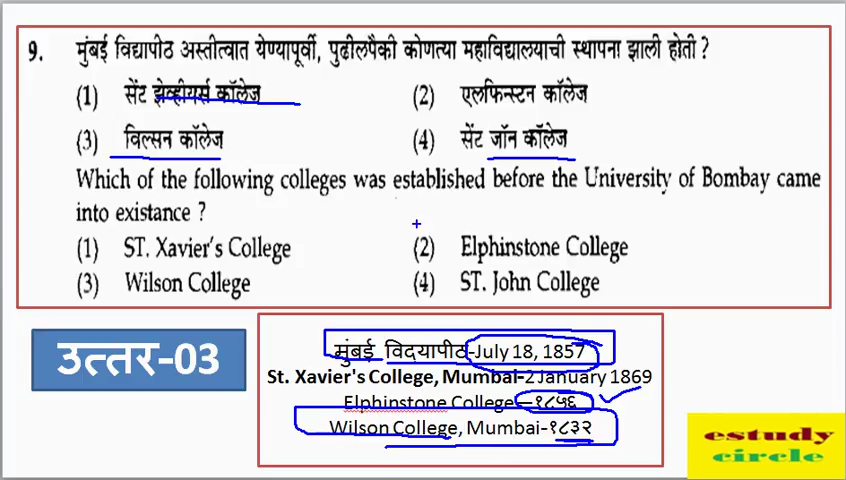 9. मुंबई विद्यापीठ अस्तीत्वात येण्यापूर्वी, पुढीलपैकी कोणत्या महाविद्यालयाची स्थापना झाली होती ?
(1) सेंट झेव्हीयर्स कॉलेज (2) एलफिन्स्टन कॉलेज
(3) विल्सन कॉलेज (4) सेंट जॉन कॉलेज
Which of the following colleges was established before the University of Bombay came
into existance ?
(1) ST. Xavier's College (2) Elphinstone College
(3) Wilson College (4) ST. John College
उत्तर-03
मुंबई विदयापीठ-July 18, 1857
St. Xavier's College, Mumbai-2 January 1869
Elphinstone College –१८५६
Wilson College, Mumbai-१८३२
estudy
circle